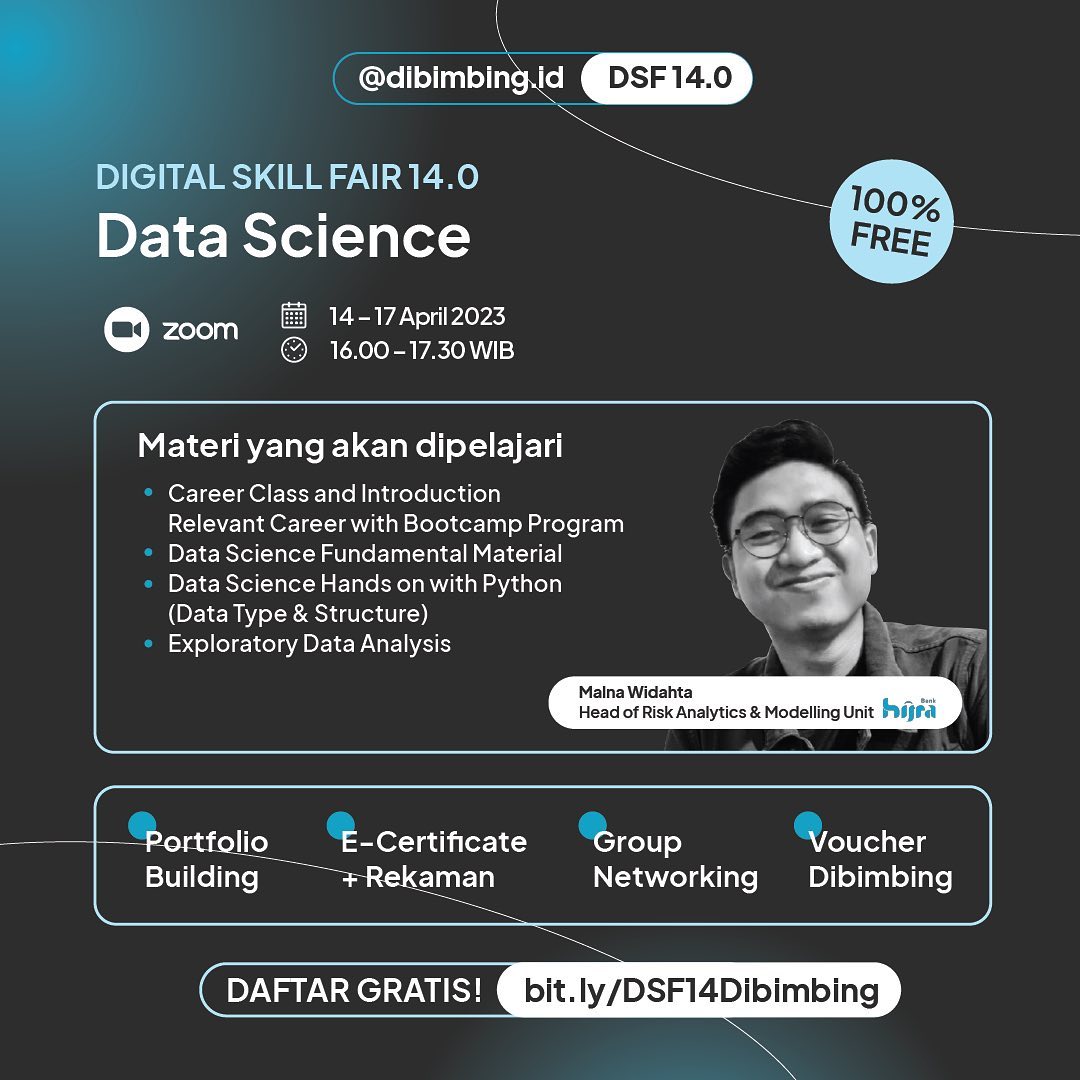 @dibimbing.id DSF 14.0
DIGITAL SKILL FAIR 14.0
Data Science
100%
FREE
zoom
14 – 17 April 2023
16.00 – 17.30 WIB
Materi yang akan dipelajari
• Career Class and Introduction
Relevant Career with Bootcamp Program
• Data Science Fundamental Material
• Data Science Hands on with Python
(Data Type & Structure)
• Exploratory Data Analysis
Malna Widahta
Head of Risk Analytics & Modelling Unit
Bank
hijra
Portfolio
Building
E-Certificate
+ Rekaman
Group
Networking
Voucher
Dibimbing
DAFTAR GRATIS! bit.ly/DSF14Dibimbing